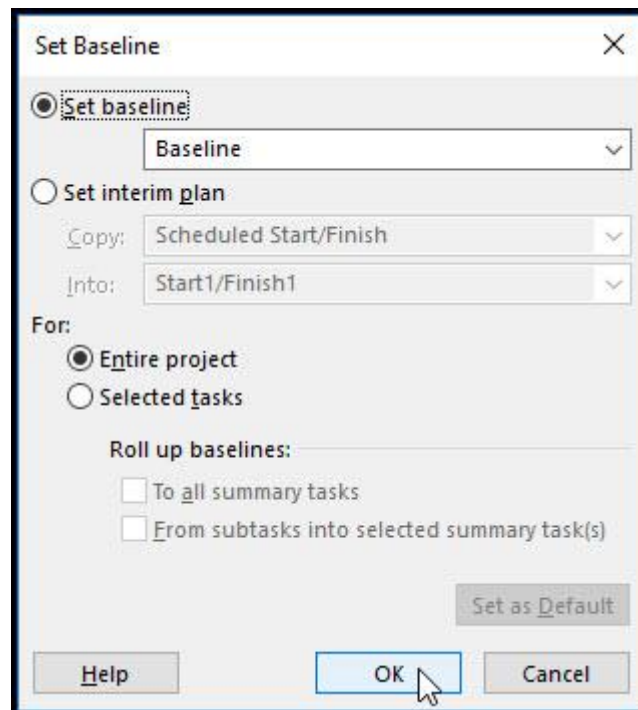 Set Baseline
Set baseline
Baseline
Set interim plan
Copy: Scheduled Start/Finish
Into: Start1/Finish1
For:
Entire project
Selected tasks
Roll up baselines:
To all summary tasks
From subtasks into selected summary task(s)
Set as Default
Help OK Cancel